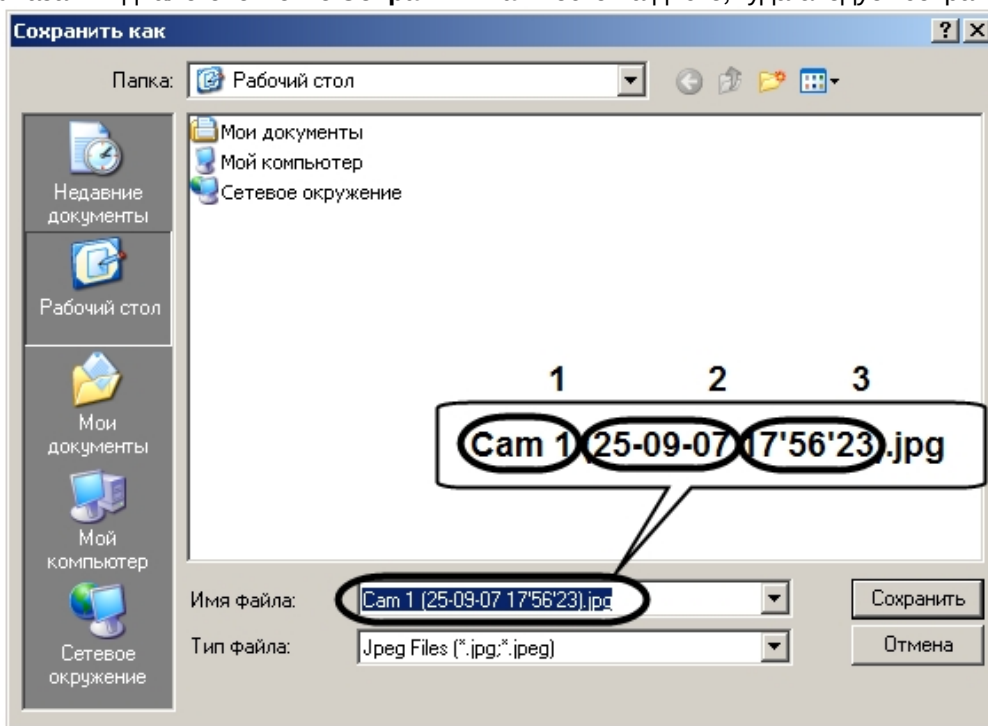 Сохранить как
Папка: Рабочий стол
Мои документы
Мой компьютер
Сетевое окружение
Недавние
документы
Рабочий стол
Мои
документы
Мой
компьютер
Сетевое
окружение
1 2 3
Cam 1 (25-09-07 17'56'23).jpg
Имя файла: Cam 1 (25-09-07 17'56'23).jpg Сохранить
Тип файла: Jpeg Files (*.jpg;*.jpeg) Отмена